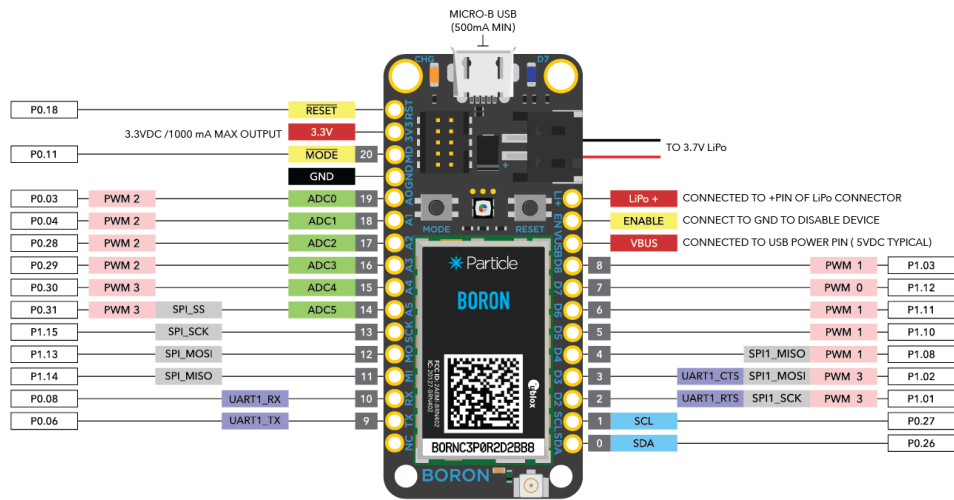 MICRO-B USB
(500mA MIN)
CHG
D7
P0.18 RESET RST
3.3VDC /1000 mA MAX OUTPUT 3.3V 3V3
P0.11 MODE 20 MD
GND GND
TO 3.7V LiPo
+
P0.03 PWM 2 ADC0 19 A0
P0.04 PWM 2 ADC1 18 A1
P0.28 PWM 2 ADC2 17 A2
P0.29 PWM 2 ADC3 16 A3
P0.30 PWM 3 ADC4 15 A4
P0.31 PWM 3 SPI_SS ADC5 14 A5
P1.15 SPI_SCK 13 SCK
P1.13 SPI_MOSI 12 MO
P1.14 SPI_MISO 11 MI
P0.08 UART1_RX 10 RX
P0.06 UART1_TX 9 TX
NC
MODE RESET
Particle
BORON
FCC ID: 2AEMI-BRN402
IC: 20127-BRN402
ublox
BORNC3P0R2D2BB8
BORON
LI+ LiPo + CONNECTED TO +PIN OF LiPo CONNECTOR
EN ENABLE CONNECT TO GND TO DISABLE DEVICE
VUSB VBUS CONNECTED TO USB POWER PIN ( 5VDC TYPICAL)
D8 8 PWM 1 P1.03
D7 7 PWM 0 P1.12
D6 6 PWM 1 P1.11
D5 5 PWM 1 P1.10
D4 4 SPI1_MISO PWM 1 P1.08
D3 3 UART1_CTS SPI1_MOSI PWM 3 P1.02
D2 2 UART1_RTS SPI1_SCK PWM 3 P1.01
SCL 1 SCL P0.27
SDA 0 SDA P0.26